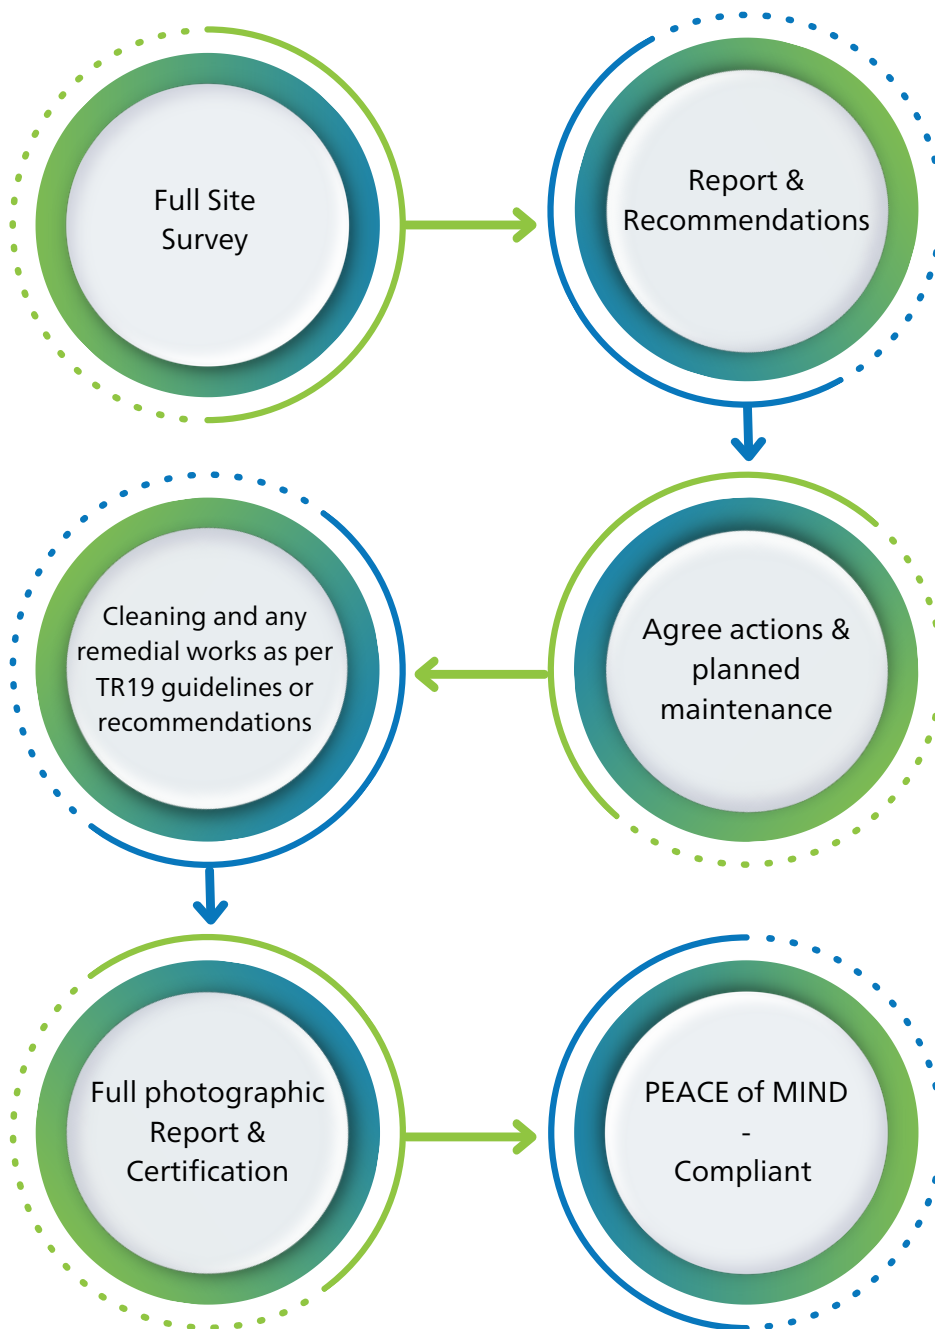 Full Site
Survey
Report &
Recommendations
Agree actions &
planned
maintenance
Cleaning and any
remedial works as per
TR19 guidelines or
recommendations
Full photographic
Report &
Certification
PEACE of MIND
-
Compliant